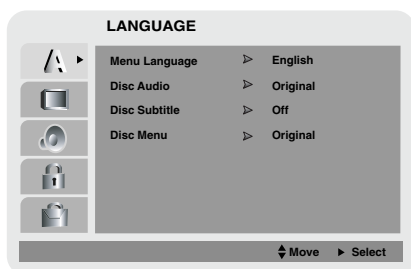 LANGUAGE
Menu Language English
Disc Audio Original
Disc Subtitle Off
Disc Menu Original
Move Select